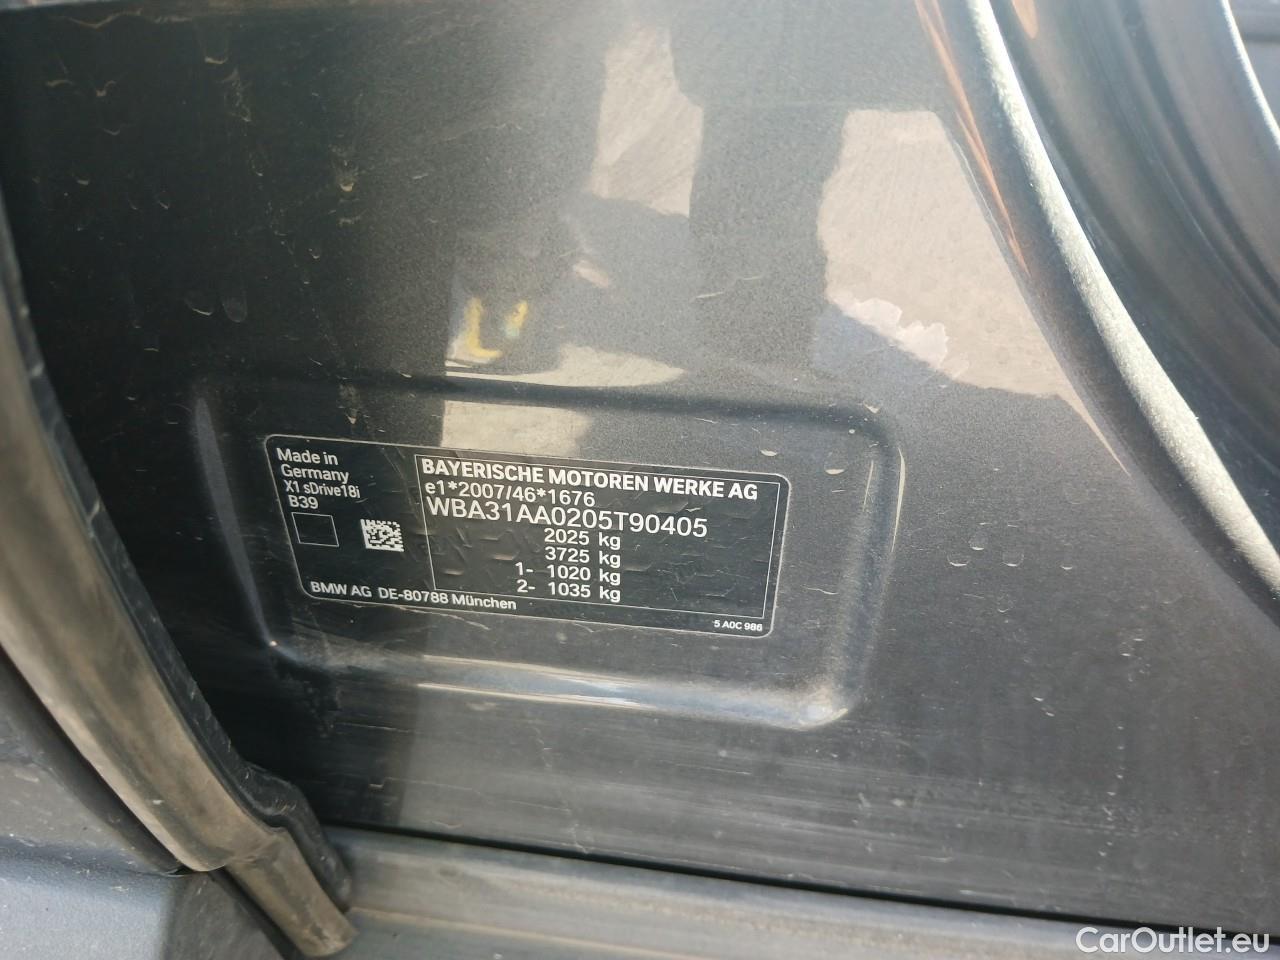 Made in
Germany
X1 sDrive18i
B39
BAYERISCHE MOTOREN WERKE AG
e1*2007/46*1676
WBA31AA0205T90405
2025 kg
3725 kg
1- 1020 kg
2- 1035 kg
BMW AG DE-80788 München
5 A0C 986
CarOutlet.eu